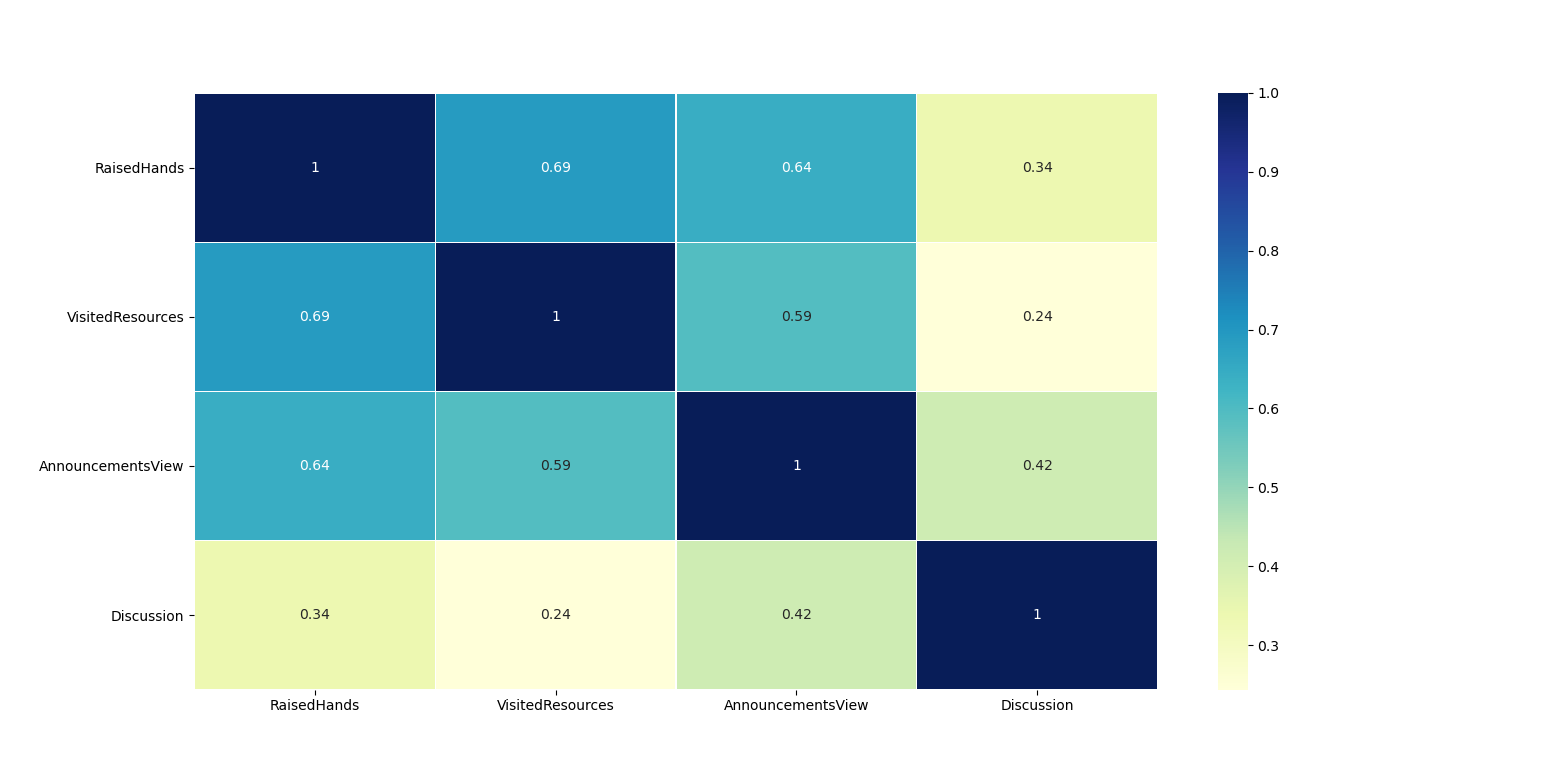 1.0
RaisedHands 1 0.69 0.64 0.34
0.9
0.8
VisitedResources 0.69 1 0.59 0.24
0.7
0.6
AnnouncementsView 0.64 0.59 1 0.42
0.5
0.4
Discussion 0.34 0.24 0.42 1
0.3
RaisedHands VisitedResources AnnouncementsView Discussion